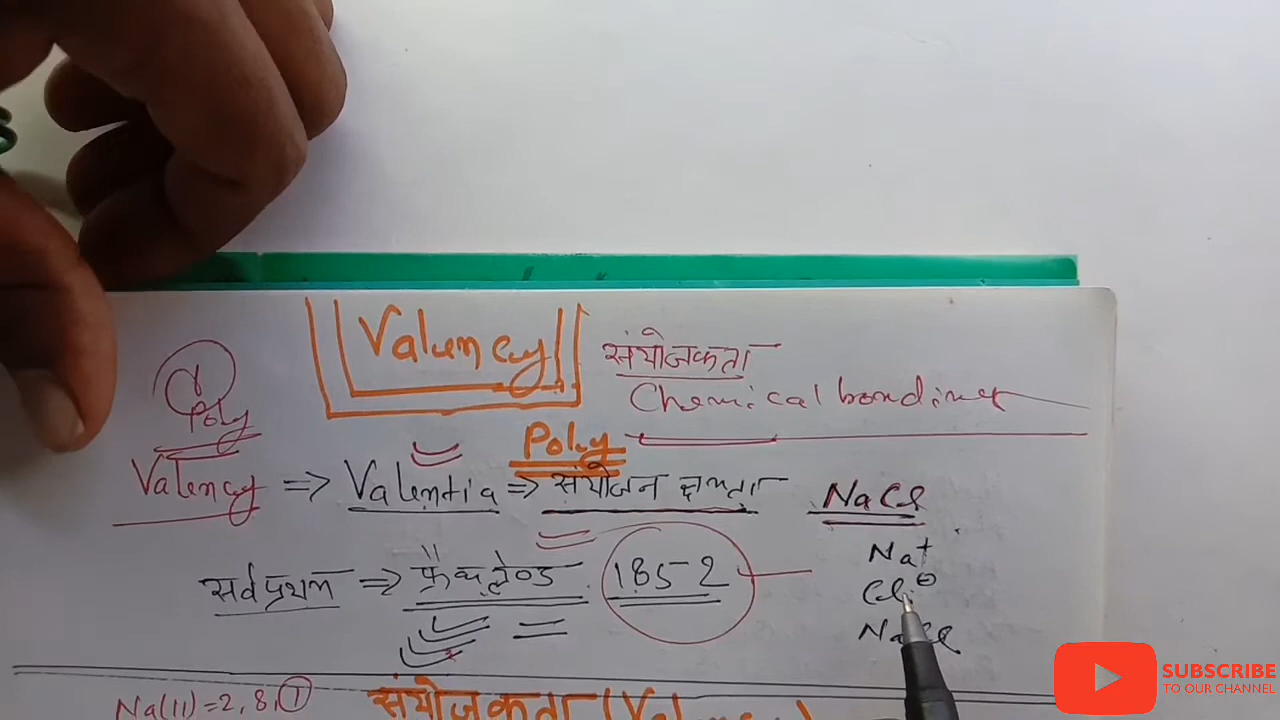 Valency संयोजकता
Chemical bonding
Poly
Poly
Valency => Valentia => संयोजन क्षमता NaCl
Na+
सर्वप्रथम => फ्रैंकलैण्ड 1852
Cl⊖
NaCl
Na(11)=2,8,1
संयोजकता (Valency)
SUBSCRIBE
TO OUR CHANNEL